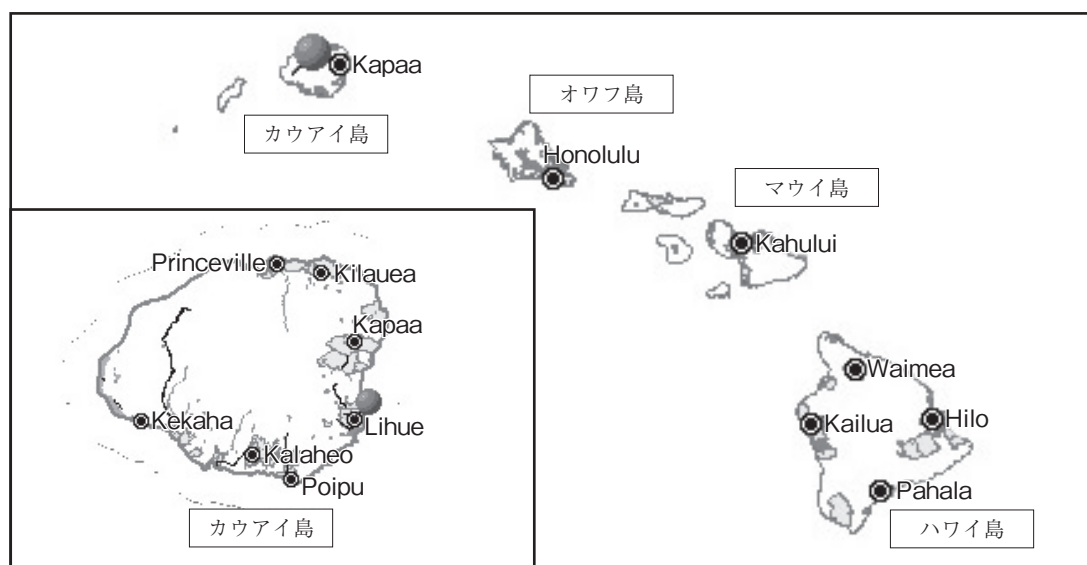 Kapaa
カウアイ島
オワフ島
Honolulu
マウイ島
Kahului
Waimea
Kailua
Hilo
Pahala
ハワイ島
Princeville
Kilauea
Kapaa
Kekaha
Lihue
Kalaheo
Poipu
カウアイ島